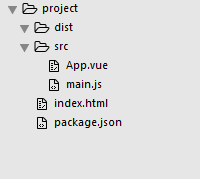 project
dist
src
App.vue
main.js
index.html
package.json